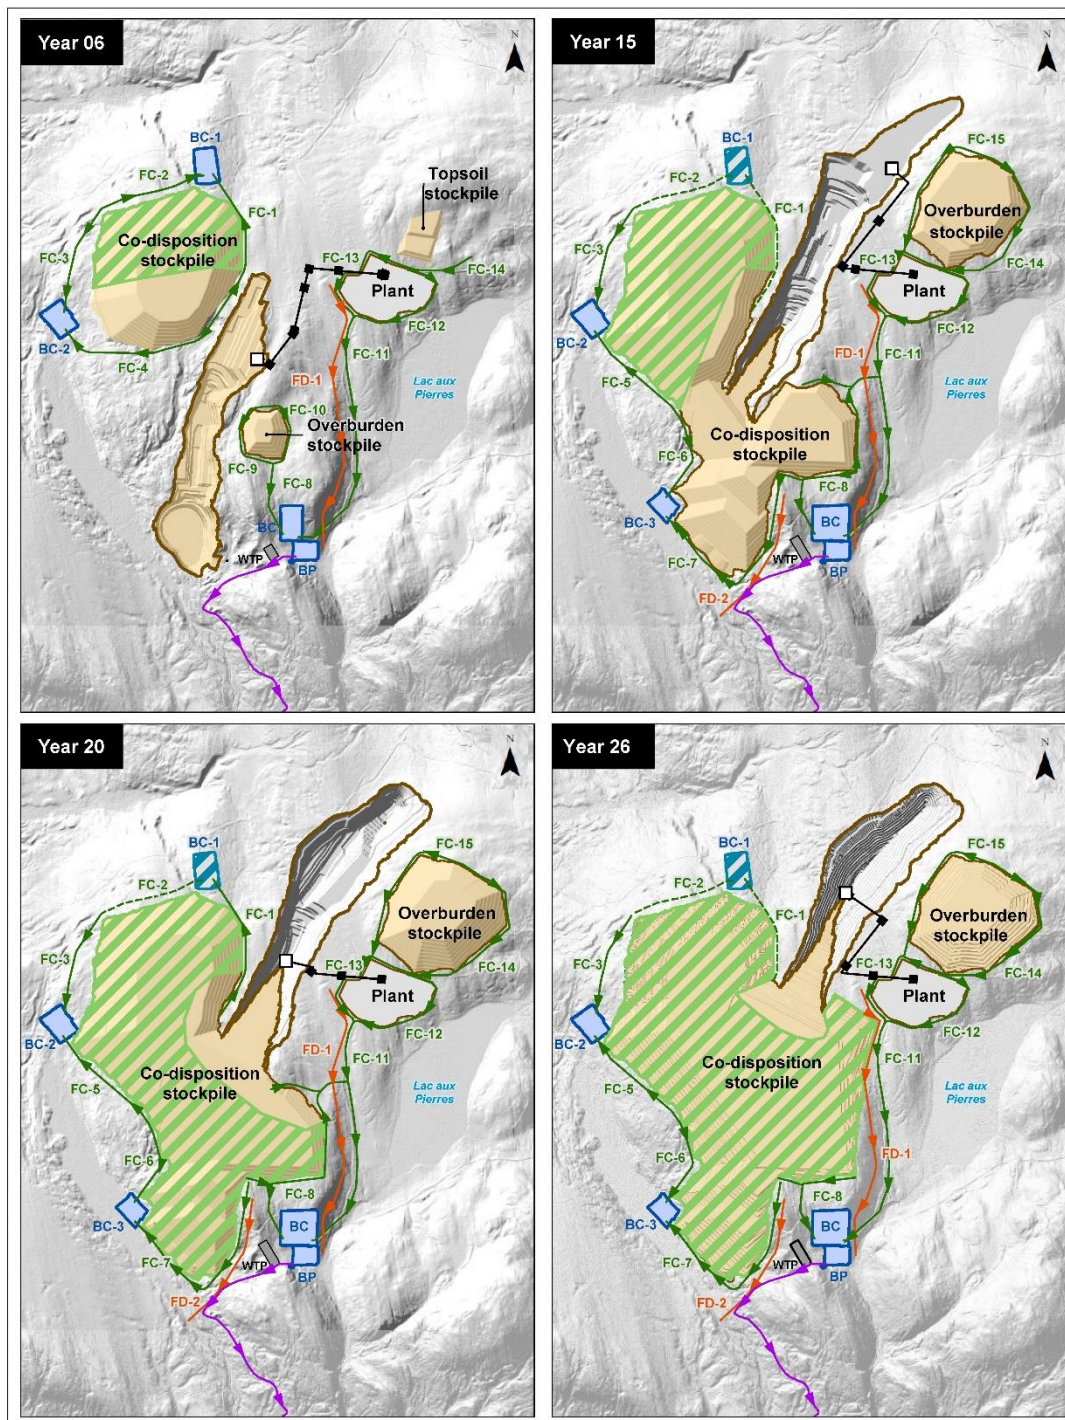 Year 06
N
BC-1
FC-2
FC-1
Topsoil
stockpile
Co-disposition
stockpile
FC-3
FC-13
FC-14
Plant
BC-2
FC-12
FC-4
FC-11
FD-1
Lac aux
Pierres
FC-10
Overburden
stockpile
FC-9
FC-8
BC
WTP
BP
Year 15
N
BC-1
FC-15
FC-2
FC-1
Overburden
stockpile
FC-3
FC-13
FC-14
Plant
BC-2
FC-12
FD-1
FC-11
FC-5
Lac aux
Pierres
FC-6
Co-disposition
stockpile
FC-8
BC-3
BC
WTP
FC-7
BP
FD-2
Year 20
N
BC-1
FC-15
FC-2
FC-1
Overburden
stockpile
FC-3
FC-13
FC-14
Plant
BC-2
FC-12
FD-1
FC-11
Co-disposition
stockpile
FC-5
Lac aux
Pierres
FC-6
FC-8
BC-3
BC
WTP
FC-7
BP
FD-2
Year 26
N
BC-1
FC-15
FC-2
FC-1
Overburden
stockpile
FC-3
FC-13
FC-14
Plant
BC-2
FC-12
FC-11
Co-disposition
stockpile
FC-5
Lac aux
Pierres
FD-1
FC-6
FC-8
BC-3
BC
WTP
FC-7
BP
FD-2